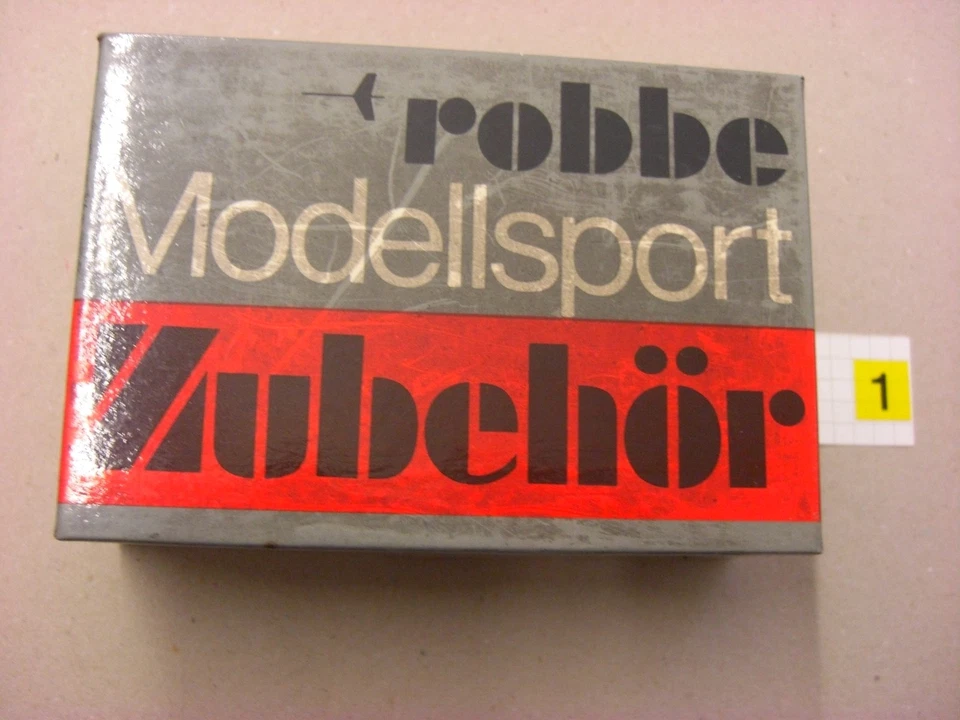 robbe
Modellsport
Zubehör
1